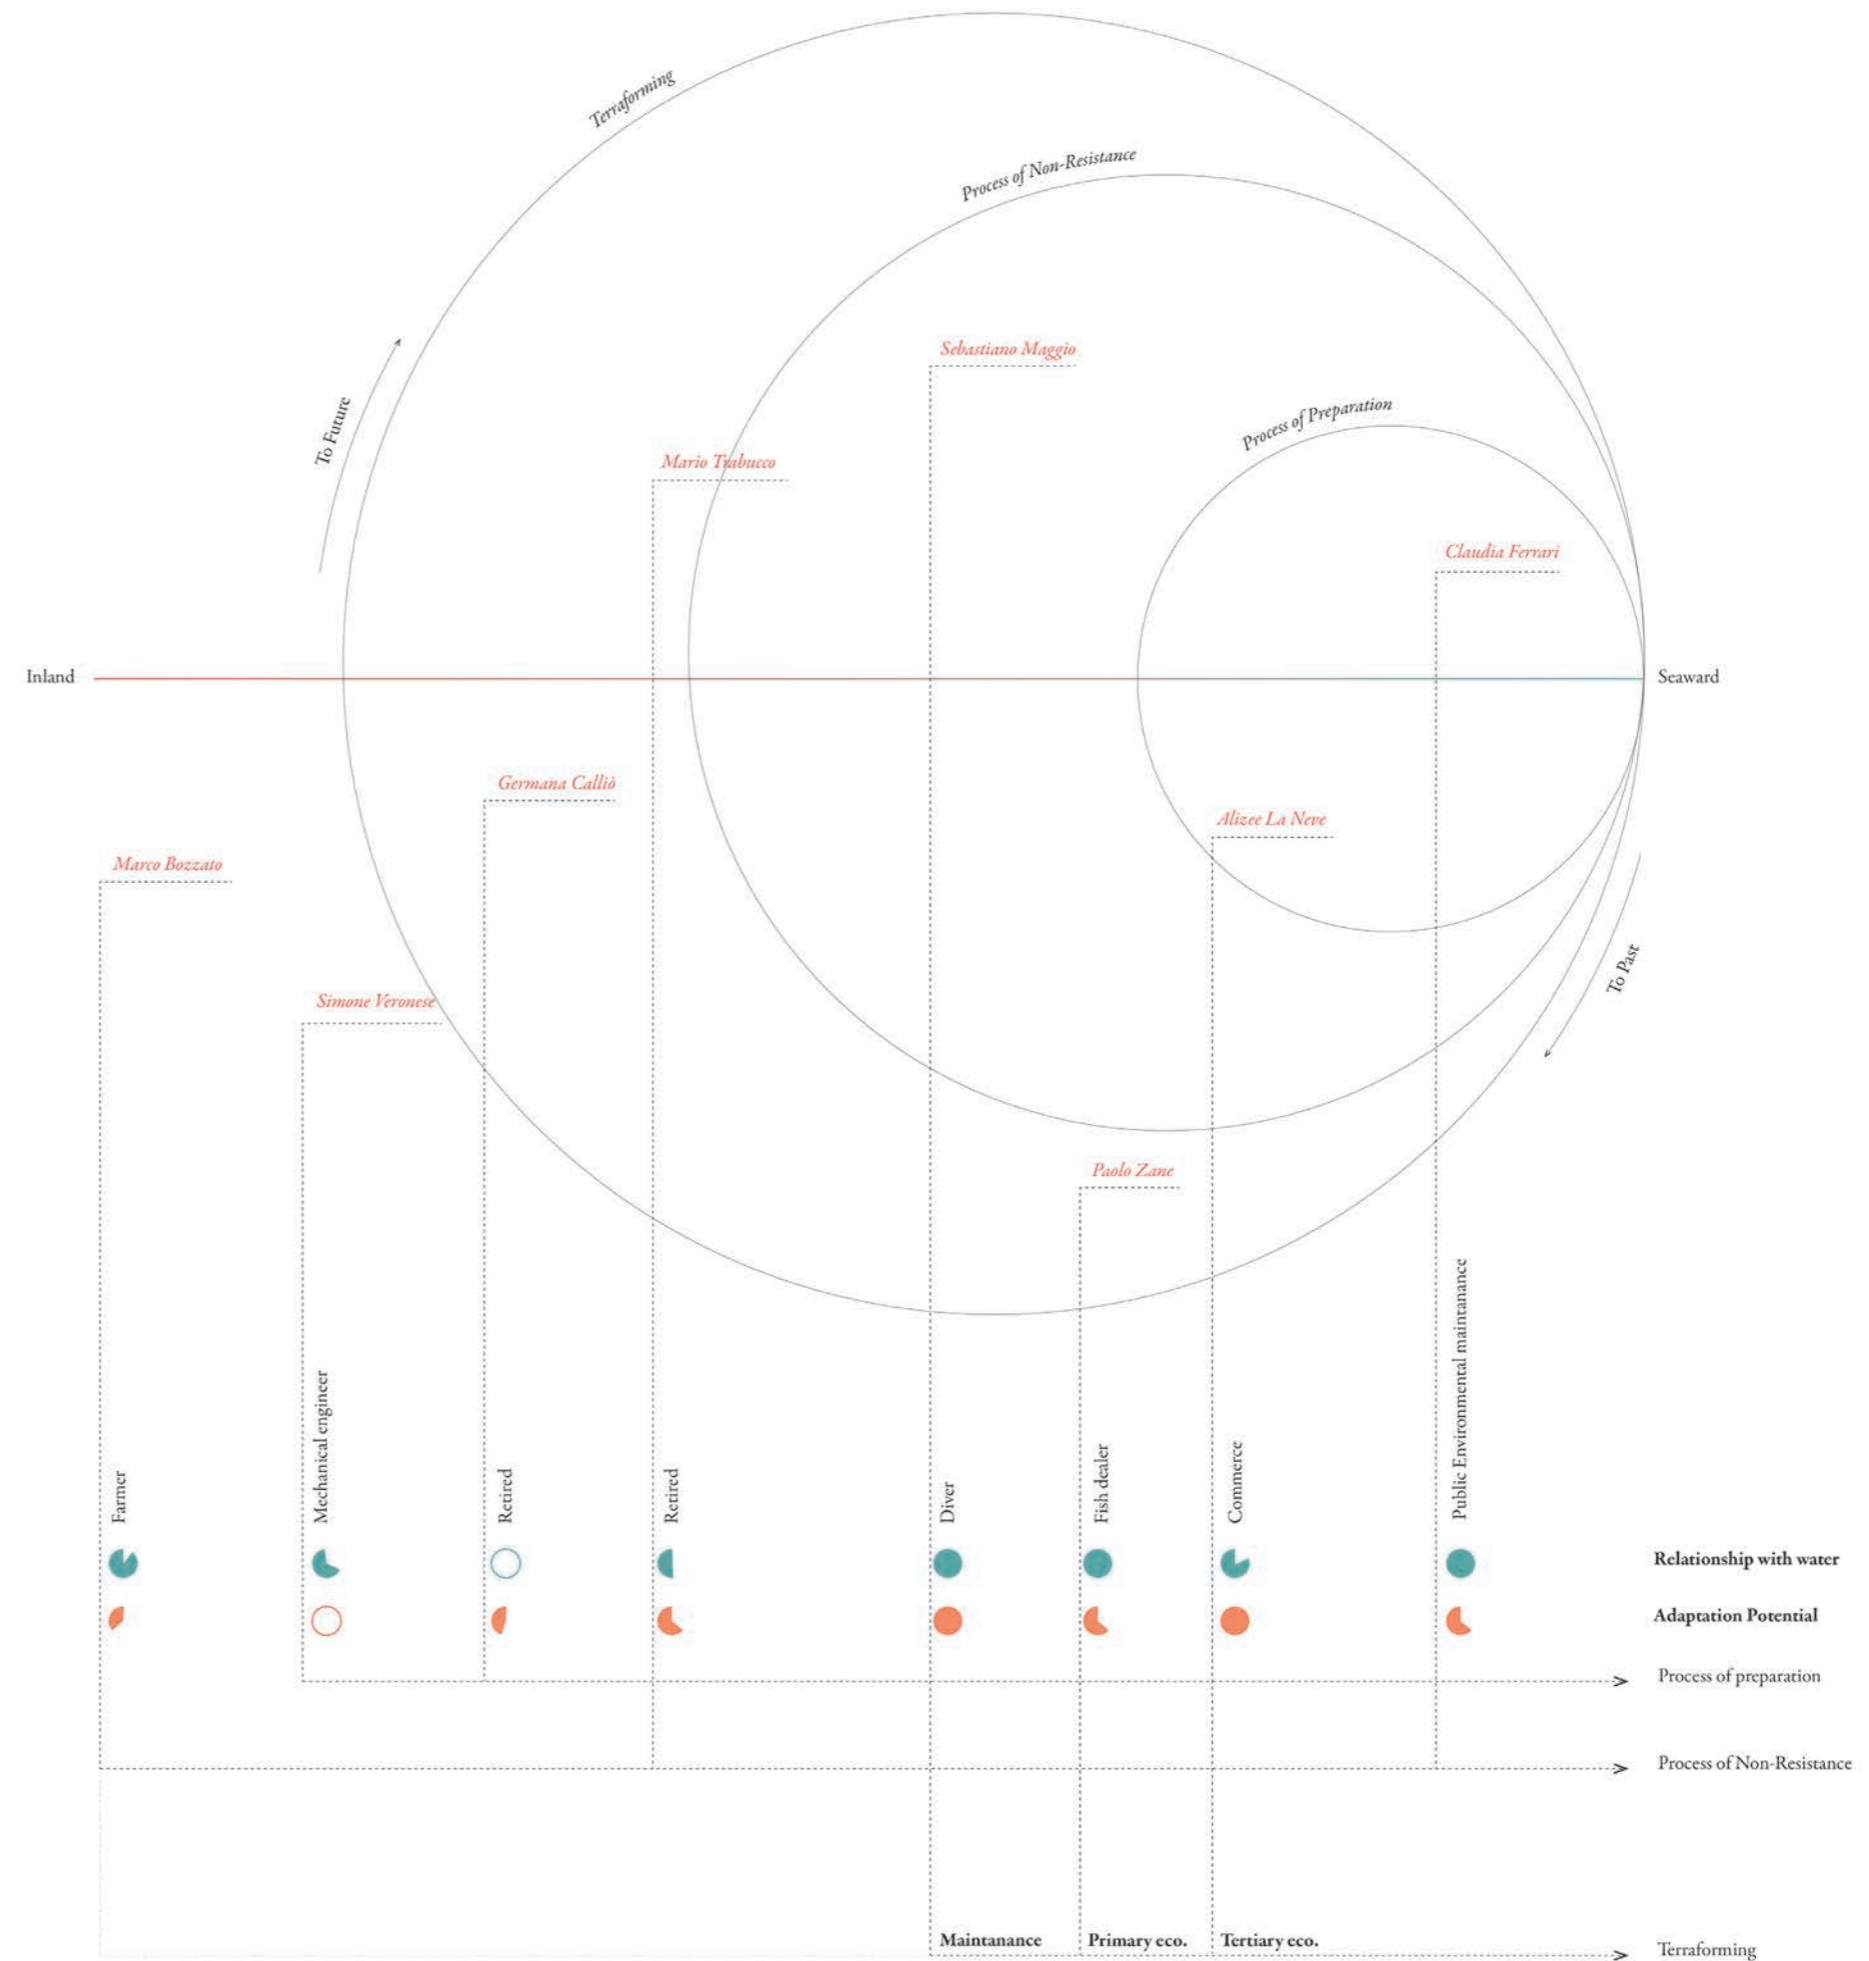 Terraforming
Process of Non-Resistance
Sebastiano Maggio
To Future
Process of Preparation
Mario Trabucco
Claudia Ferrari
Inland
Seaward
Germana Calliò
Alizee La Neve
Marco Bozzato
To Past
Simone Veronese
Paolo Zane
Farmer
Mechanical engineer
Retired
Retired
Diver
Fish dealer
Commerce
Public Environmental maintanance
Relationship with water
Adaptation Potential
Process of preparation
Process of Non-Resistance
Maintanance
Primary eco.
Tertiary eco.
Terraforming